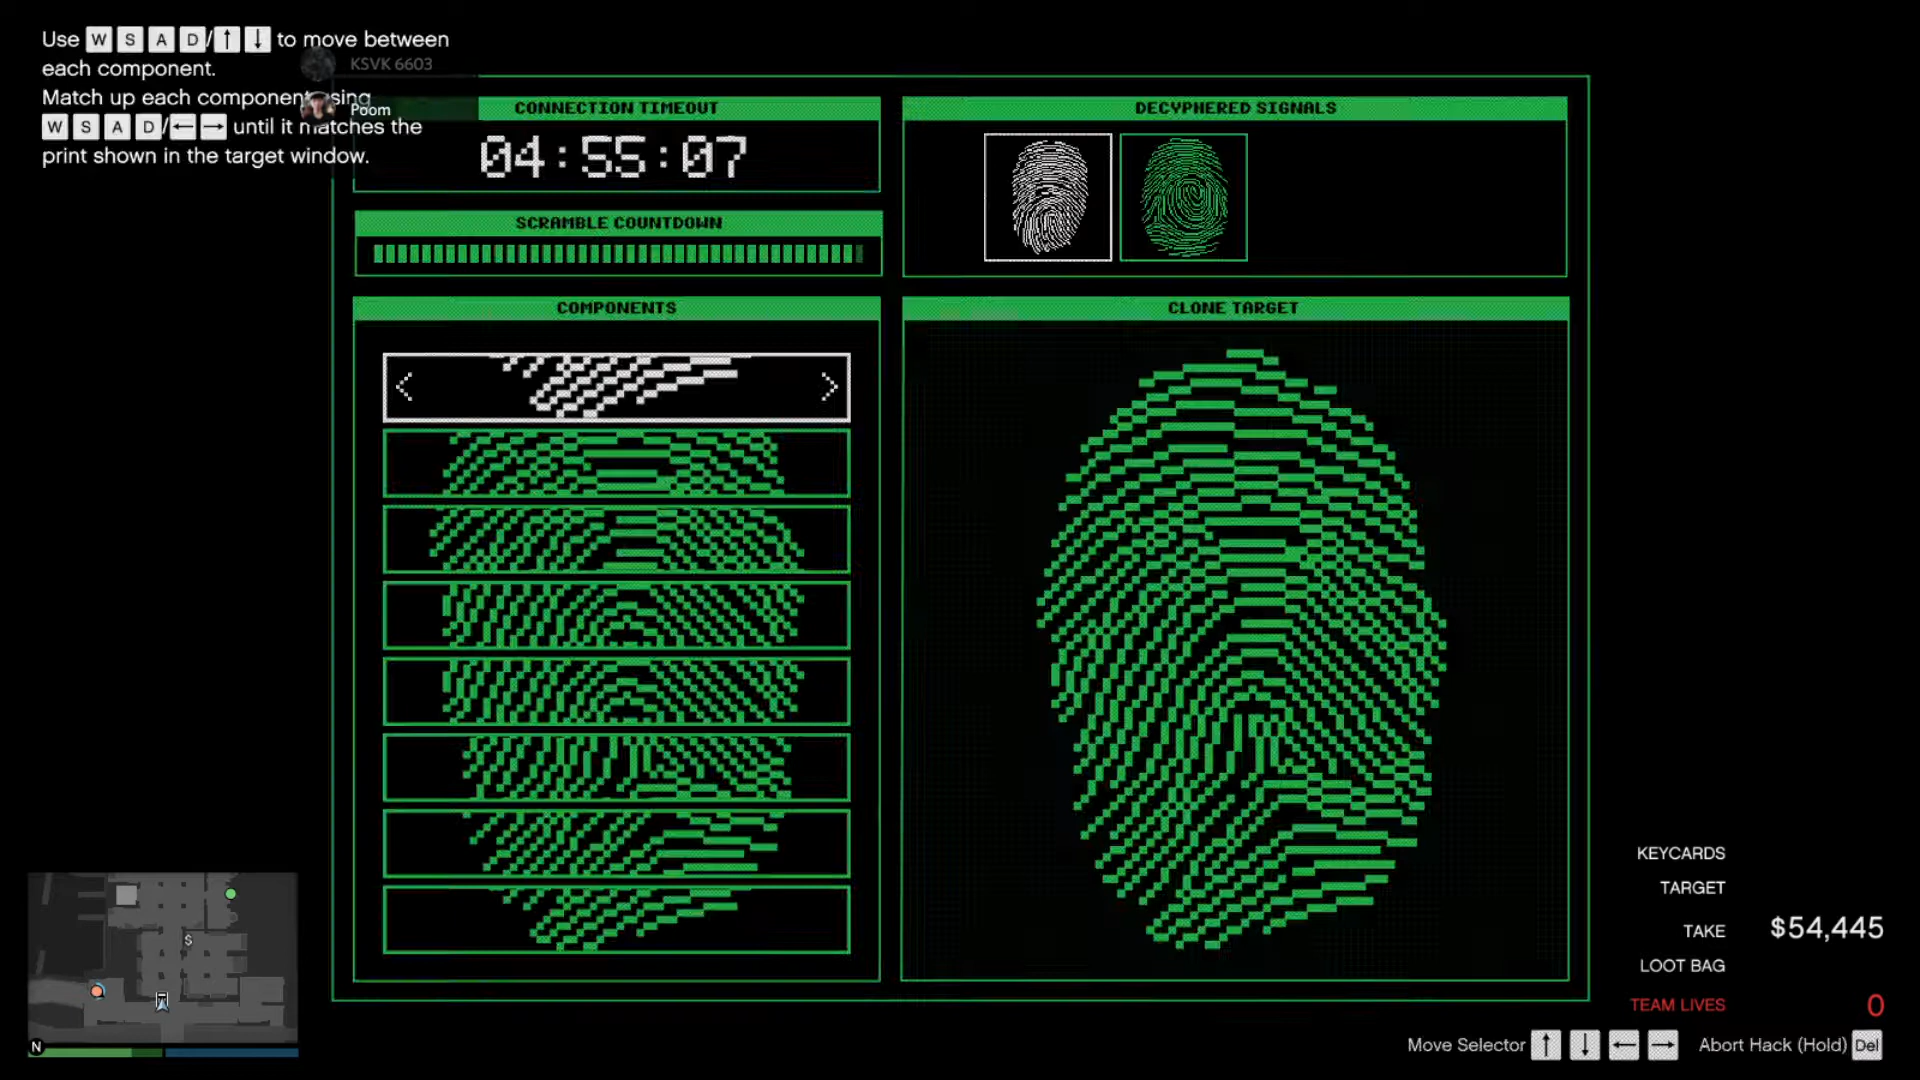 Use W S A D/↑ ↓ to move between
each component.
KSVK 6603
Match up each component using
Poom
W S A D/← → until it matches the
print shown in the target window.
CONNECTION TIMEOUT
04:55:07
SCRAMBLE COUNTDOWN
DECYPHERED SIGNALS
COMPONENTS
CLONE TARGET
KEYCARDS
TARGET
TAKE $54,445
LOOT BAG
TEAM LIVES 0
Move Selector ↑ ↓ ← → Abort Hack (Hold) Del
$
N